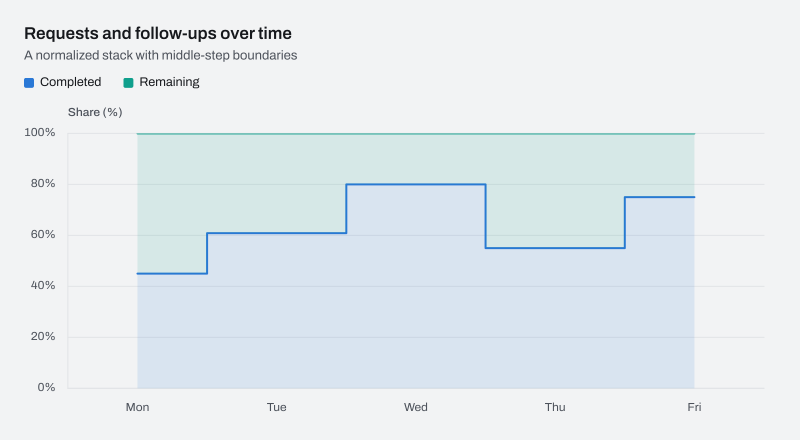 Requests and follow-ups over time
A normalized stack with middle-step boundaries
Completed Remaining
Share (%)
100%
80%
60%
40%
20%
0%
Mon Tue Wed Thu Fri